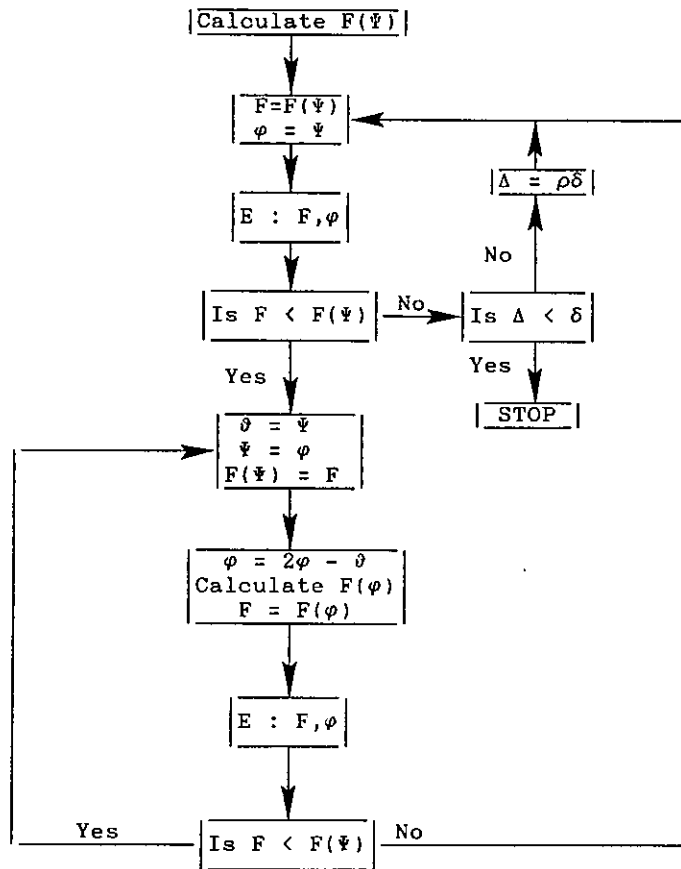 Calculate F(Ψ)
F=F(Ψ)
φ = Ψ
Δ = ρδ
E : F,φ
No
Is F < F(Ψ)
No
Is Δ < δ
Yes
Yes
STOP
ϑ = Ψ
Ψ = φ
F(Ψ) = F
φ = 2φ - ϑ
Calculate F(φ)
F = F(φ)
E : F,φ
Yes
Is F < F(Ψ)
No